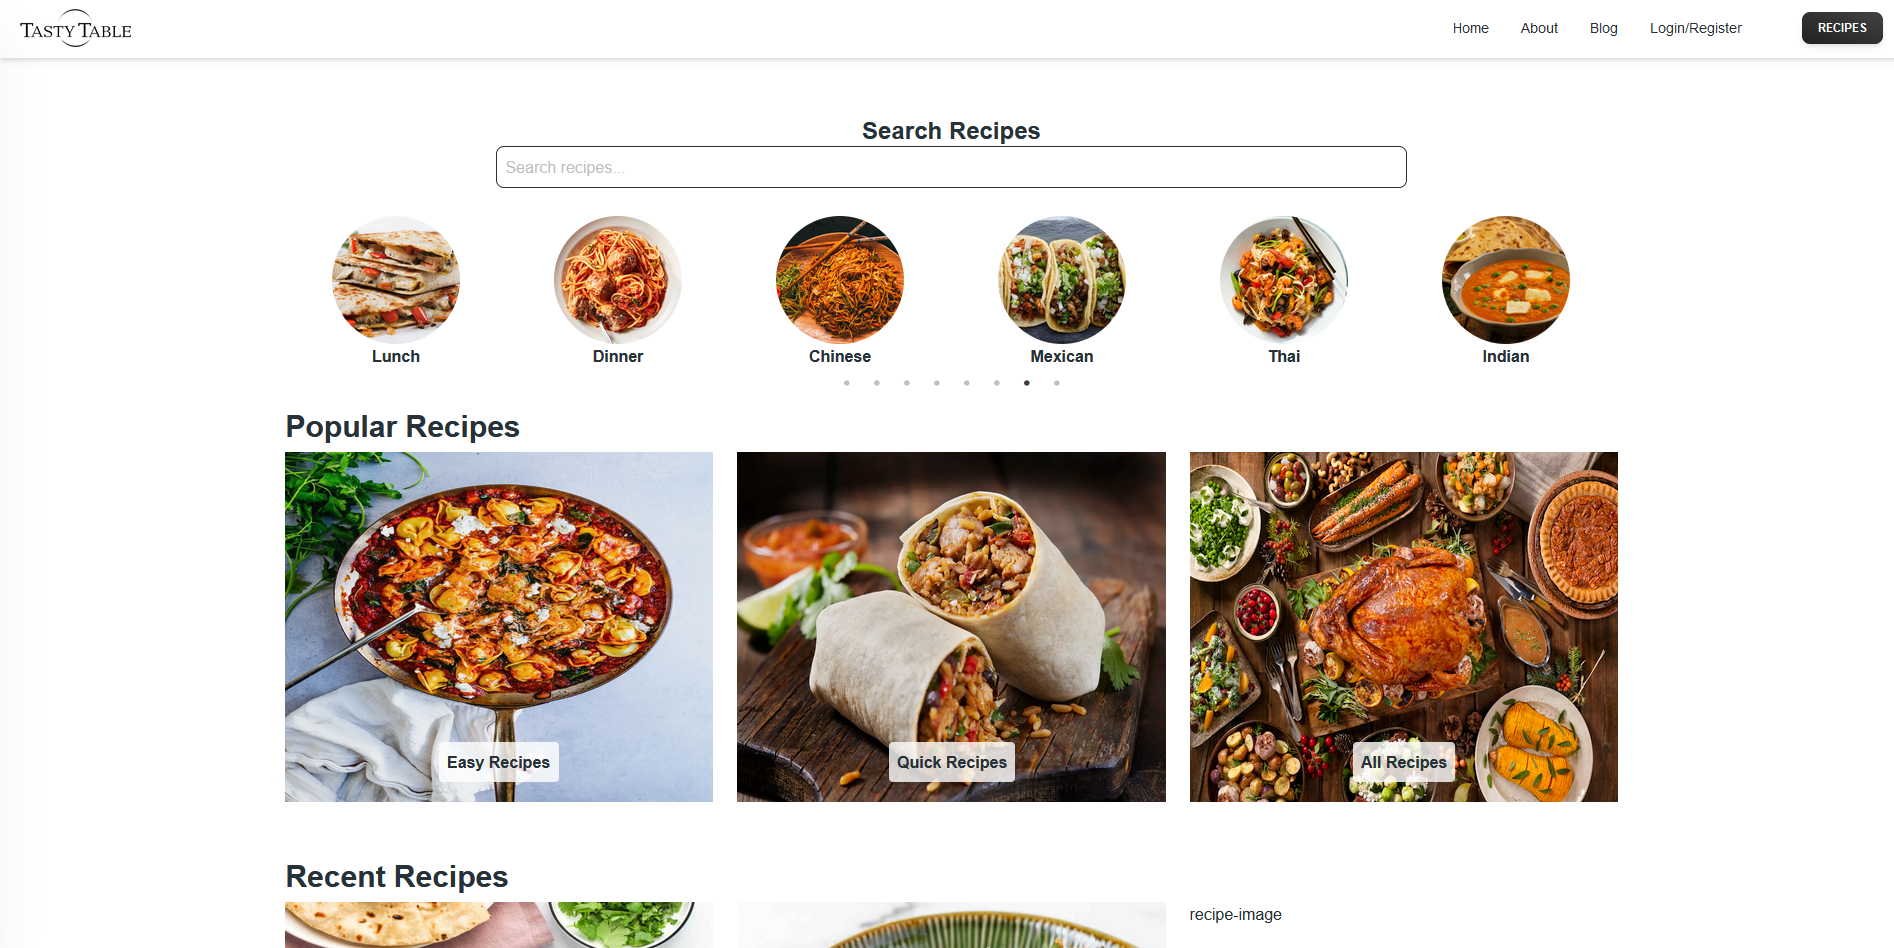 TASTY TABLE
Home About Blog Login/Register RECIPES
Search Recipes
Search recipes...
Lunch Dinner Chinese Mexican Thai Indian
Popular Recipes
Easy Recipes Quick Recipes All Recipes
Recent Recipes
recipe-image